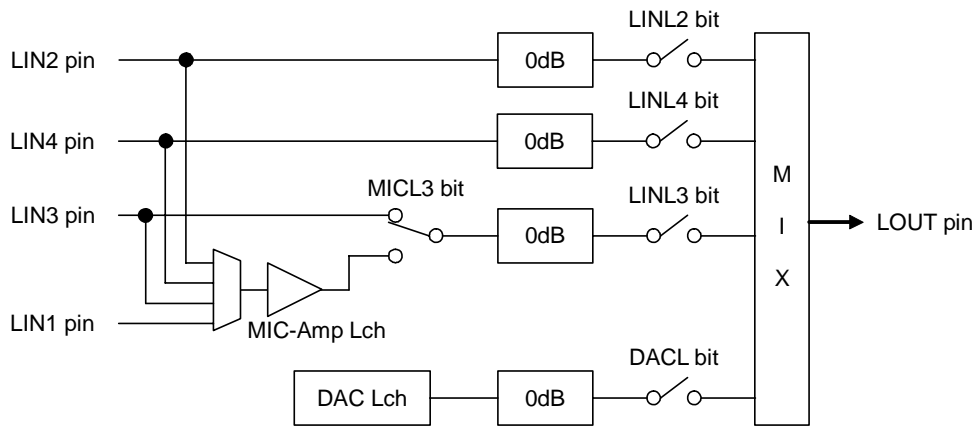 LINL2 bit
LIN2 pin
0dB
LINL4 bit
LIN4 pin
0dB
MICL3 bit
LINL3 bit
LIN3 pin
0dB
M
I
X
LOUT pin
LIN1 pin
MIC-Amp Lch
DACL bit
DAC Lch
0dB